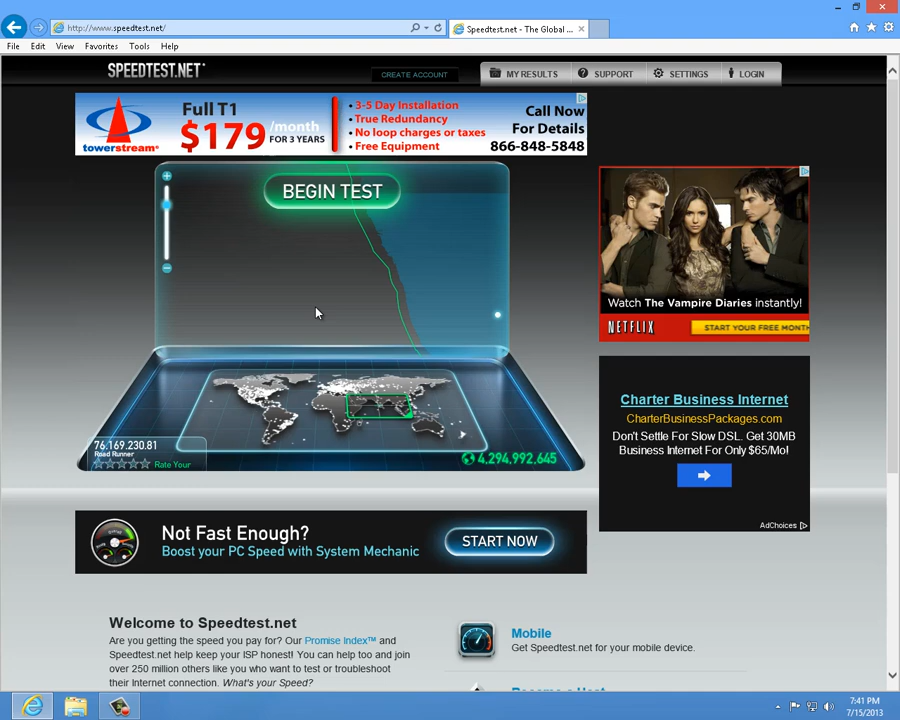 http://www.speedtest.net/
Speedtest.net - The Global ...
File Edit View Favorites Tools Help
SPEEDTEST.NET
CREATE ACCOUNT
MY RESULTS
SUPPORT
SETTINGS
LOGIN
towerstream®
Full T1
$179 /month
FOR 3 YEARS
• 3-5 Day Installation
• True Redundancy
• No loop charges or taxes
• Free Equipment
Call Now
For Details
866-848-5848
BEGIN TEST
76.169.230.81
Road Runner
Rate Your
4,294,992,645
Watch The Vampire Diaries instantly!
NETFLIX
START YOUR FREE MONTH
Charter Business Internet
CharterBusinessPackages.com
Don't Settle For Slow DSL. Get 30MB
Business Internet For Only $65/Mo!
AdChoices
Not Fast Enough?
Boost your PC Speed with System Mechanic
START NOW
Welcome to Speedtest.net
Are you getting the speed you pay for? Our Promise Index™ and
Speedtest.net help keep your ISP honest! You can help too and join
over 250 million others like you who want to test or troubleshoot
their Internet connection. What's your Speed?
Mobile
Get Speedtest.net for your mobile device.
Become a Host
7:41 PM
7/15/2013